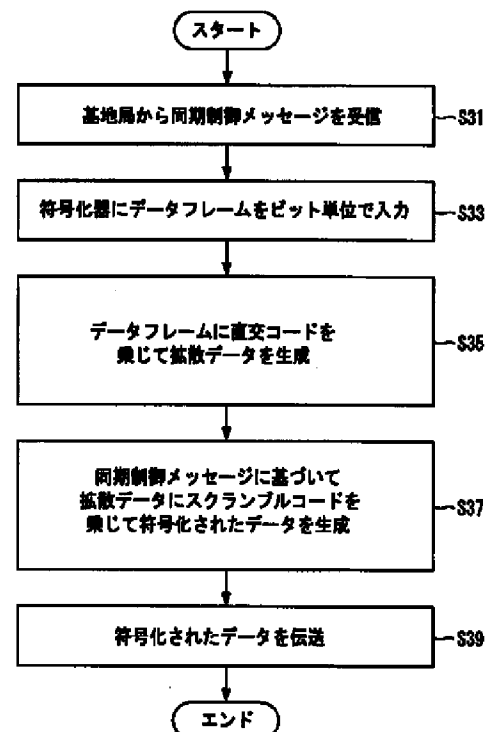 スタート
基地局から同期制御メッセージを受信
S31
符号化器にデータフレームをビット単位で入力
S33
データフレームに直交コードを
乗じて拡散データを生成
S35
同期制御メッセージに基づいて
拡散データにスクランブルコードを
乗じて符号化されたデータを生成
S37
符号化されたデータを伝送
S39
エンド